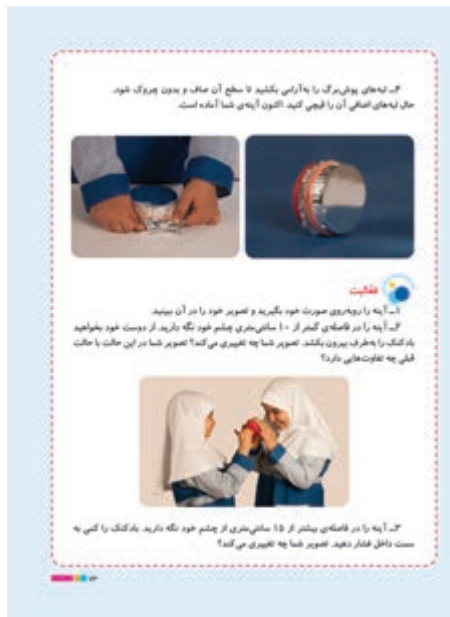 ۴ــ لبه‌های پوش‌برگ را به‌آرامی بکشید تا سطح آن صاف و بدون چروک شود.
حال لبه‌های اضافی آن را قیچی کنید. اکنون آینه‌ی شما آماده است.
فعالیت
۱ــ آینه را روبه‌روی صورت خود بگیرید و تصویر خود را در آن ببینید.
۲ــ آینه را در فاصله‌ی کمتر از ۱۰ سانتی‌متری چشم خود نگه دارید. از دوست خود بخواهید
بادکنک را به‌طرف بیرون بکشد. تصویر شما چه تغییری می‌کند؟ تصویر شما در این حالت با حالت
قبلی چه تفاوت‌هایی دارد؟
۳ــ آینه را در فاصله‌ی بیشتر از ۱۵ سانتی‌متری از چشم خود نگه دارید. بادکنک را کمی به
سمت داخل فشار دهید. تصویر شما چه تغییری می‌کند؟